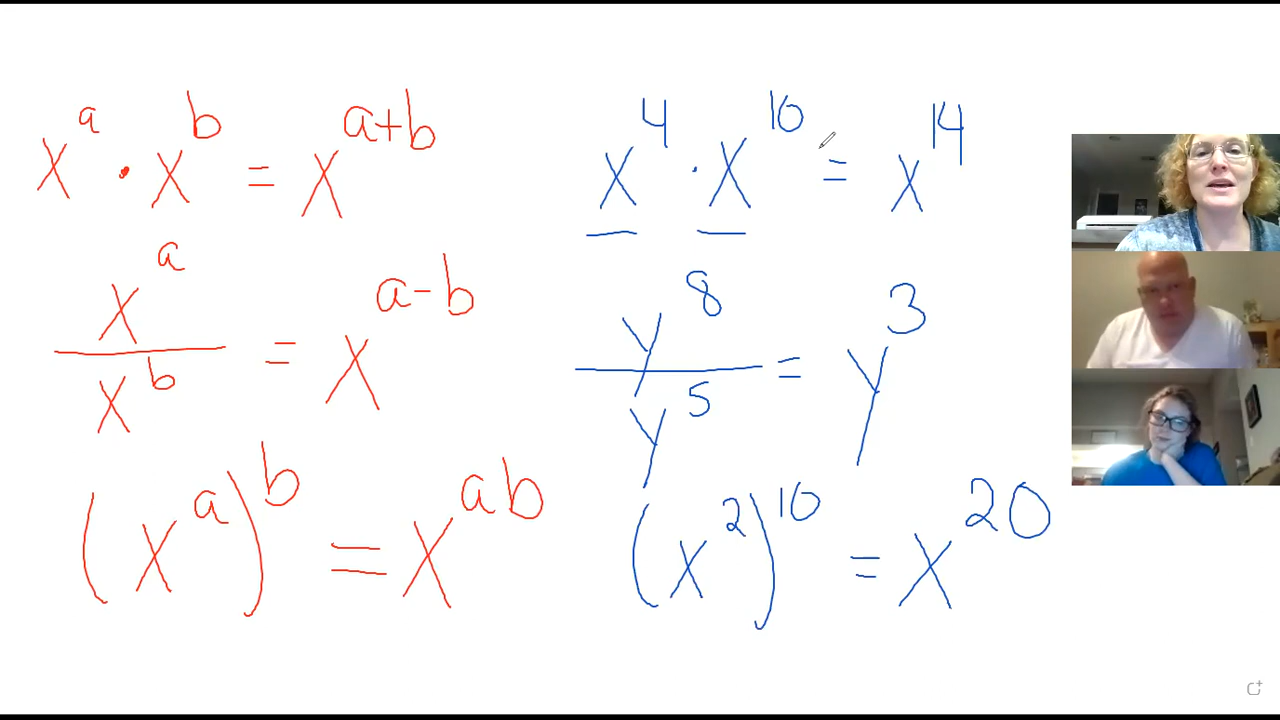 x^a · x^b = x^{a+b}
x^a / x^b = x^{a-b}
(x^a)^b = x^{ab}
x^4 · x^10 = x^14
y^8 / y^5 = y^3
(x^2)^10 = x^20